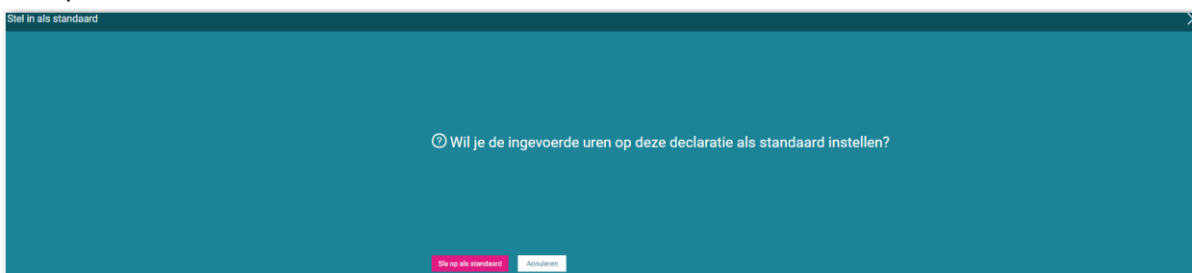 Stel in als standaard
Wil je de ingevoerde uren op deze declaratie als standaard instellen?
Sla op als standaard
Annuleren